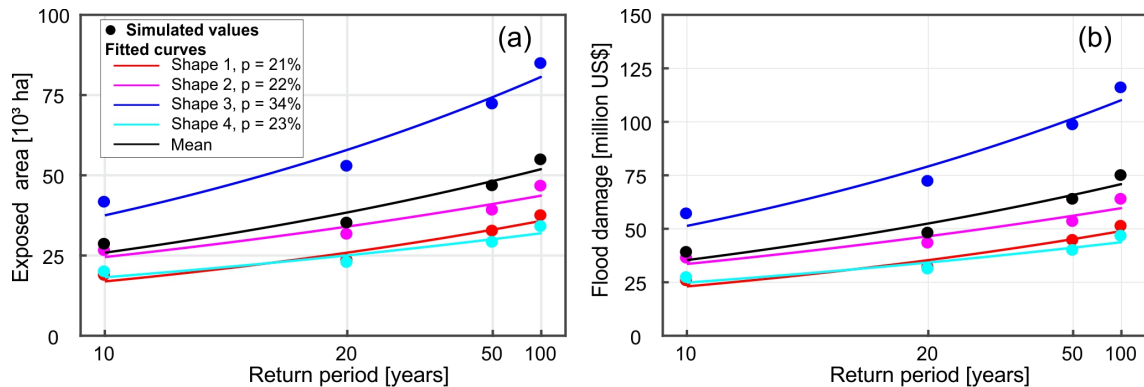 100
75
50
25
0
Exposed area [10³ ha]
Simulated values
Fitted curves
Shape 1, p = 21%
Shape 2, p = 22%
Shape 3, p = 34%
Shape 4, p = 23%
Mean
(a)
10 20 50 100
Return period [years]
150
125
100
75
50
25
0
Flood damage [million US$]
(b)
10 20 50 100
Return period [years]